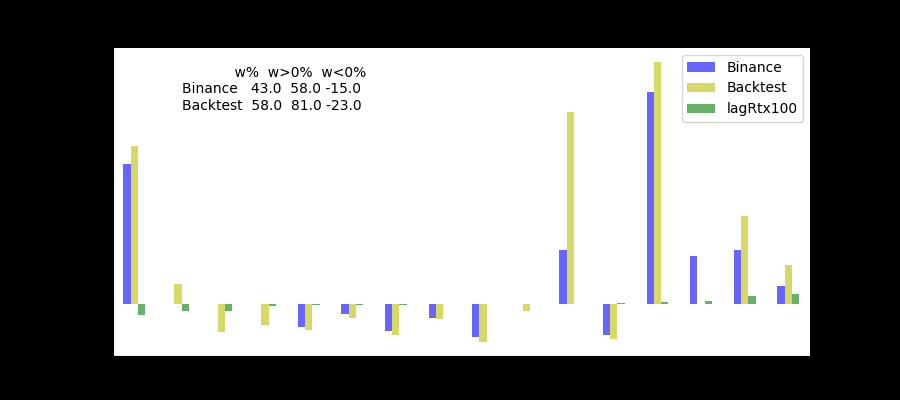 w%  w>0%  w<0%
Binance   43.0  58.0 -15.0
Backtest  58.0  81.0 -23.0
Binance
Backtest
lagRtx100